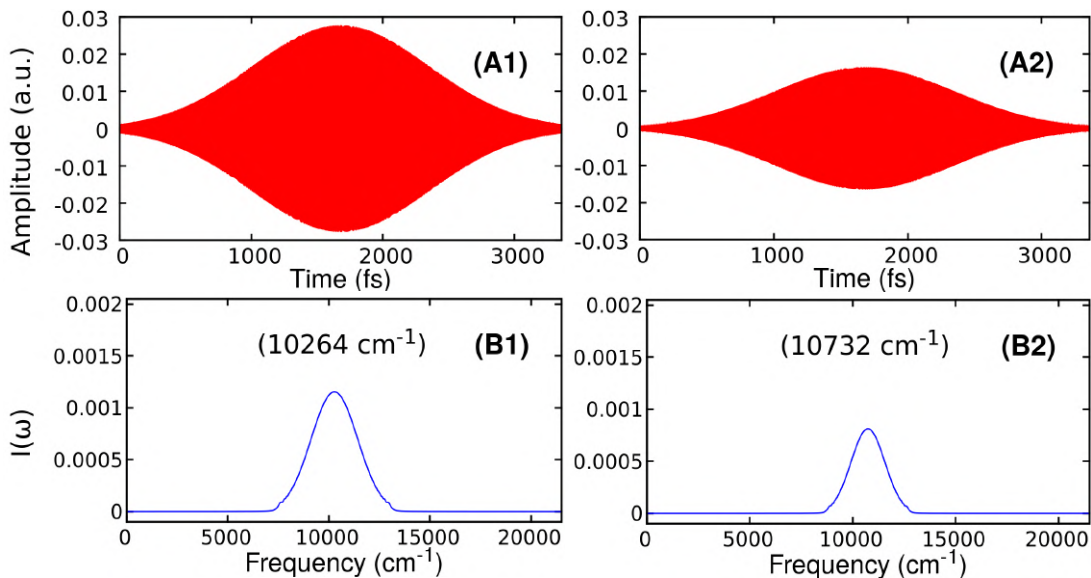 0.03
0.02
0.01
0
-0.01
-0.02
-0.03
Amplitude (a.u.)
(A1)
0 1000 2000 3000
Time (fs)
0.03
0.02
0.01
0
-0.01
-0.02
-0.03
(A2)
0 1000 2000 3000
Time (fs)
0.002
0.0015
0.001
0.0005
0
I(ω)
(10264 cm⁻¹) (B1)
0 5000 10000 15000 20000
Frequency (cm⁻¹)
0.002
0.0015
0.001
0.0005
0
(10732 cm⁻¹) (B2)
0 5000 10000 15000 20000
Frequency (cm⁻¹)